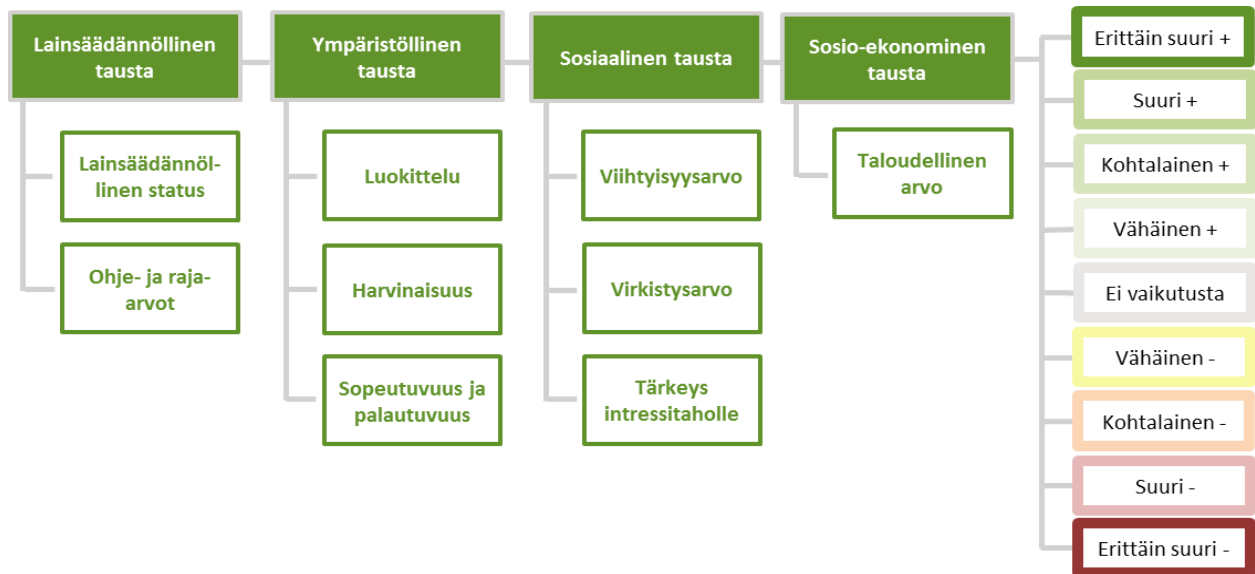 Lainsäädännöllinen
tausta
Lainsäädännöl-
linen status
Ohje- ja raja-
arvot
Ympäristöllinen
tausta
Luokittelu
Harvinaisuus
Sopeutuvuus ja
palautuvuus
Sosiaalinen tausta
Viihtyisyysarvo
Virkistysarvo
Tärkeys
intressitaholle
Sosio-ekonominen
tausta
Taloudellinen
arvo
Erittäin suuri +
Suuri +
Kohtalainen +
Vähäinen +
Ei vaikutusta
Vähäinen -
Kohtalainen -
Suuri -
Erittäin suuri -